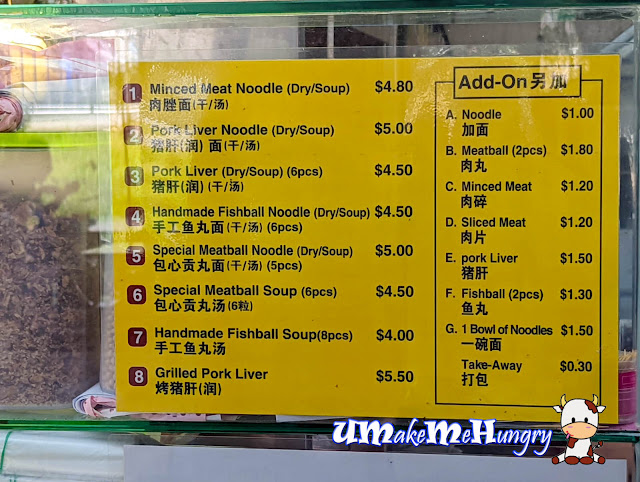 1 Minced Meat Noodle (Dry/Soup) $4.80
肉脞面(干/汤)
2 Pork Liver Noodle (Dry/Soup) $5.00
猪肝(润) 面(干/汤)
3 Pork Liver (Dry/Soup) (6pcs) $4.50
猪肝(润) (干/汤)
4 Handmade Fishball Noodle (Dry/Soup) $4.50
手工鱼丸面(干/汤) (6pcs)
5 Special Meatball Noodle (Dry/Soup) $5.00
包心贡丸面(干/汤) (5pcs)
6 Special Meatball Soup (6pcs) $4.50
包心贡丸汤(6粒)
7 Handmade Fishball Soup(8pcs) $4.00
手工鱼丸汤
8 Grilled Pork Liver $5.50
烤猪肝(润)
Add-On 另加
A. Noodle $1.00
加面
B. Meatball (2pcs) $1.80
肉丸
C. Minced Meat $1.20
肉碎
D. Sliced Meat $1.20
肉片
E. pork Liver $1.50
猪肝
F. Fishball (2pcs) $1.30
鱼丸
G. 1 Bowl of Noodles $1.50
一碗面
Take-Away $0.30
打包
UMakeMeHungry